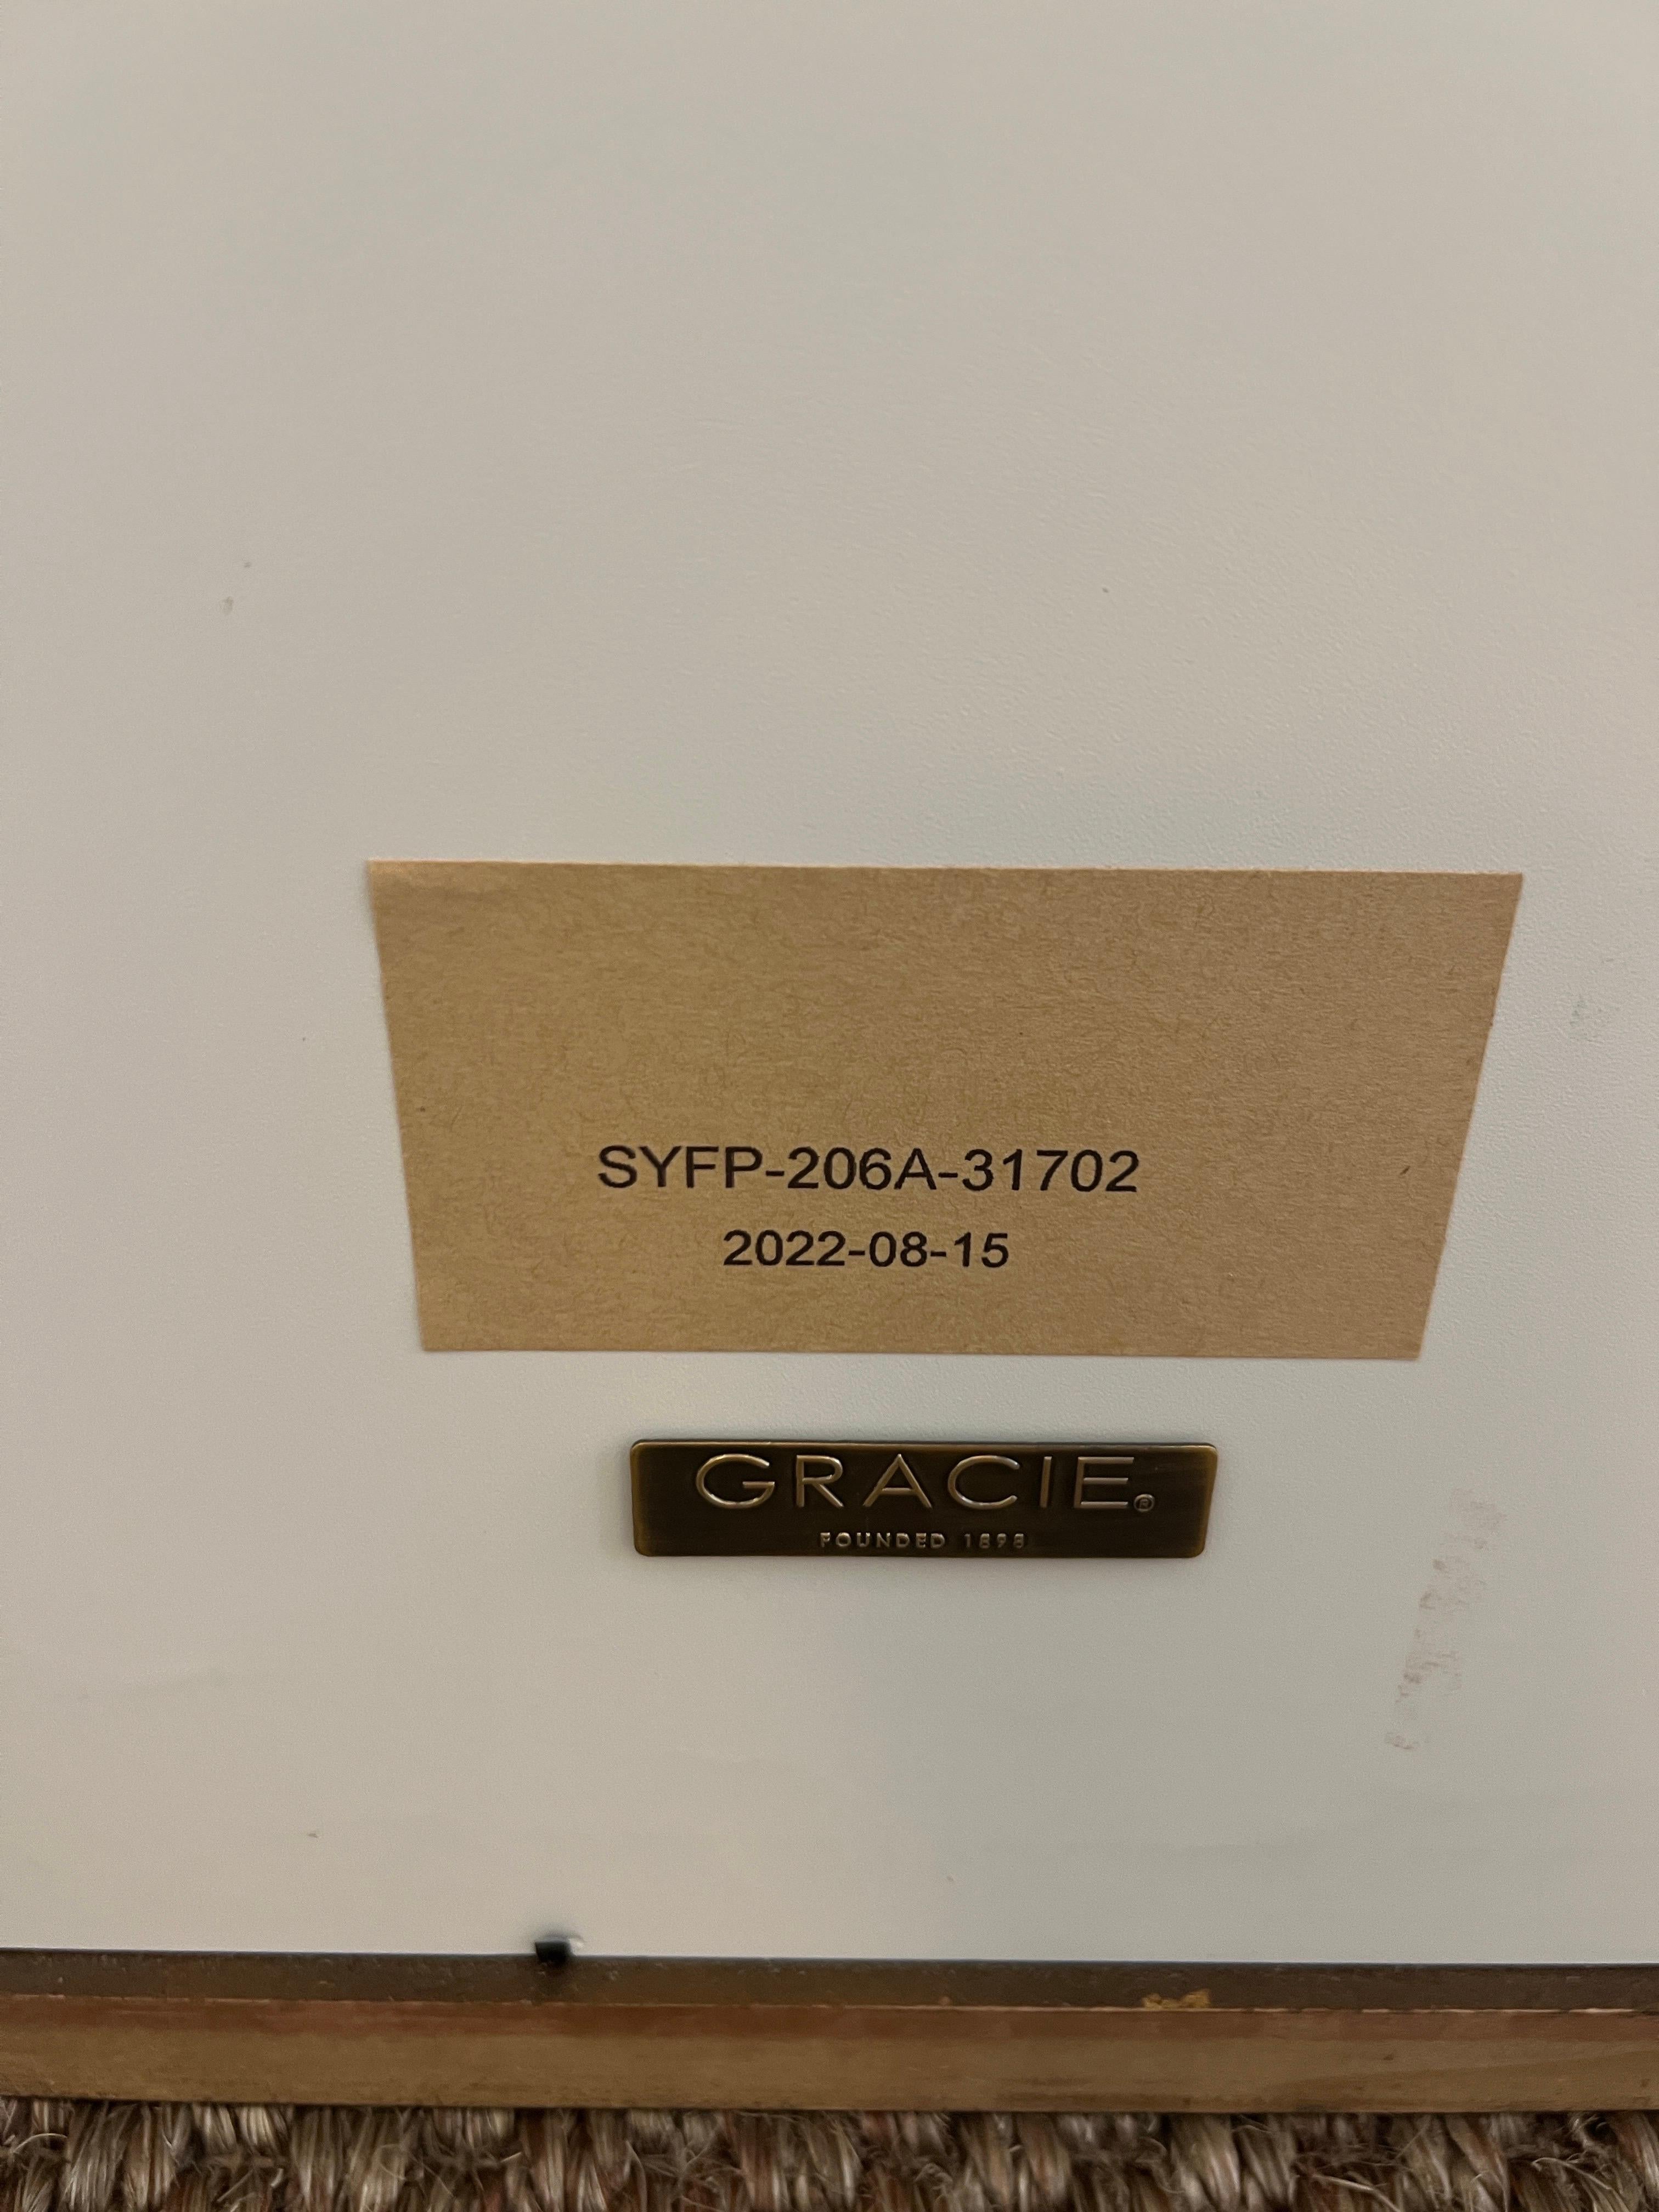 SYFP-206A-31702
2022-08-15
GRACIE®
FOUNDED 1898